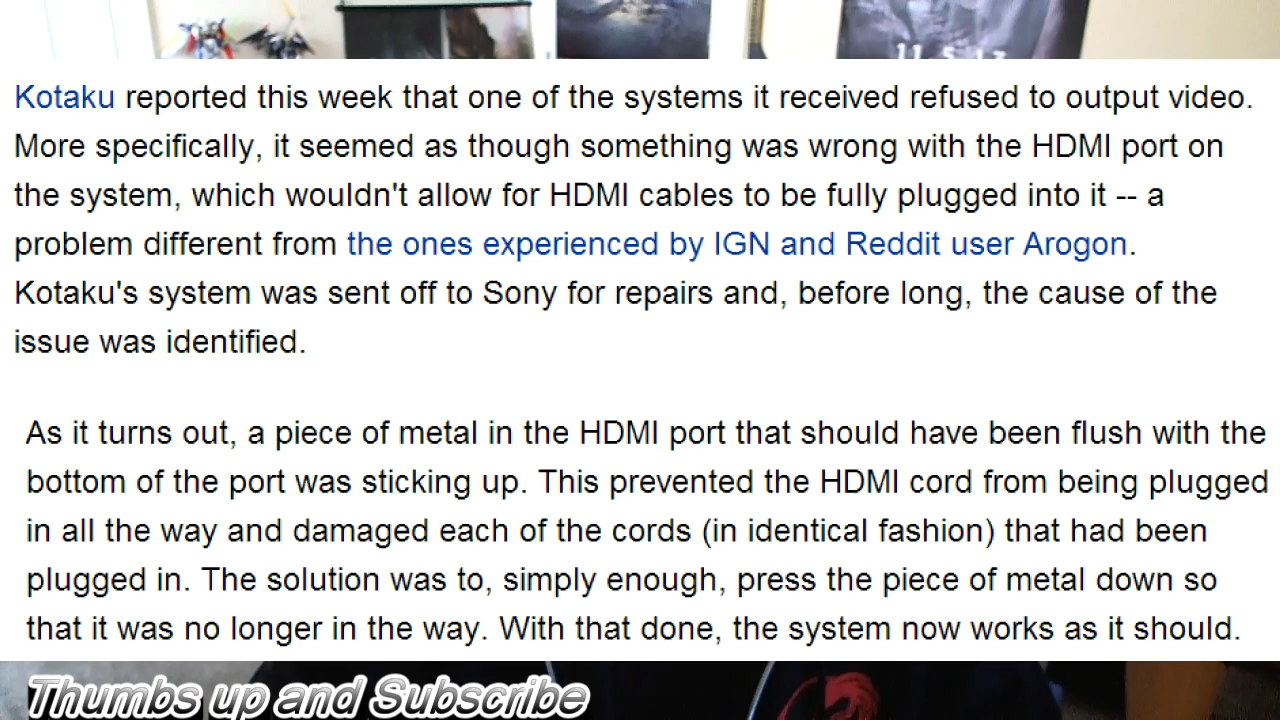 11.5.13
Kotaku reported this week that one of the systems it received refused to output video.
More specifically, it seemed as though something was wrong with the HDMI port on
the system, which wouldn't allow for HDMI cables to be fully plugged into it -- a
problem different from the ones experienced by IGN and Reddit user Arogon.
Kotaku's system was sent off to Sony for repairs and, before long, the cause of the
issue was identified.
As it turns out, a piece of metal in the HDMI port that should have been flush with the
bottom of the port was sticking up. This prevented the HDMI cord from being plugged
in all the way and damaged each of the cords (in identical fashion) that had been
plugged in. The solution was to, simply enough, press the piece of metal down so
that it was no longer in the way. With that done, the system now works as it should.
Thumbs up and Subscribe